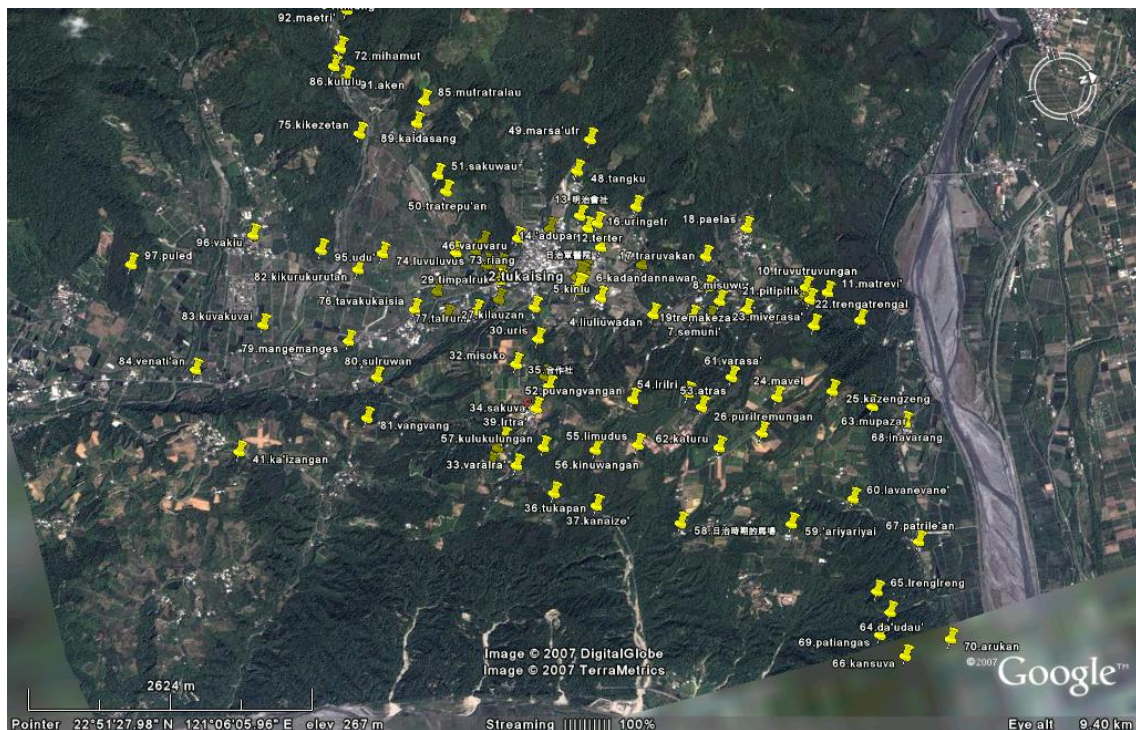 92.maetri'
72.mihamut
86.kululu
91.aken
85.mutratralau
75.kikezetan
89.kaidasang
49.marsa'utr
51.sakuwau
48.tangku
50.tratrepu'an
13.明治會社
16.uringetr
18.paelas
96.vakiu
46.varuvaru
14.'adupar
12.terter
日治軍醫院
17.traruvakan
97.puled
95.udu'
74.luvuluvus
73.riang
82.kikurukurutan
2.tukaising
6.kadandannawan
10.truvutruvungan
29.timpalruk
5.kinlu
8.misuwu
21.pitipitik
11.matrevi'
76.tavakukaisia
22.trengatrengal
83.kuvakuvai
77.talrum
27.kilauzan
4.liuliuwadan
19tremakeza
23.miverasa'
30.uris
7.semuni'
79.mangemanges
84.venati'an
80.sulruwan
32.misoko
61.varasa'
35.合作社
52.puvangvangan
54.lrilri
53.atras
24.mavel
25.kazengzeng
34.sakuva
39.lrtra
26.purilremungan
63.mupazar
81.vangvang
57.kulukulungan
55.limudus
62.katuru
68.inavarang
41.ka'izangan
33.varalra
56.kinuwangan
60.lavanevane'
36.tukapan
37.kanaize'
58.日治時期的馬場
59.'ariyariyai
67.patrile'an
65.lrenglreng
64.da'udau'
69.patiangas
70.arukan
66.kansuva
N
Image © 2007 DigitalGlobe
Image © 2007 TerraMetrics
©2007 Google™
2624 m
Pointer 22°51'27.98" N 121°06'05.96" E elev 267 m
Streaming |||||||||| 100%
Eye alt 9.40 km